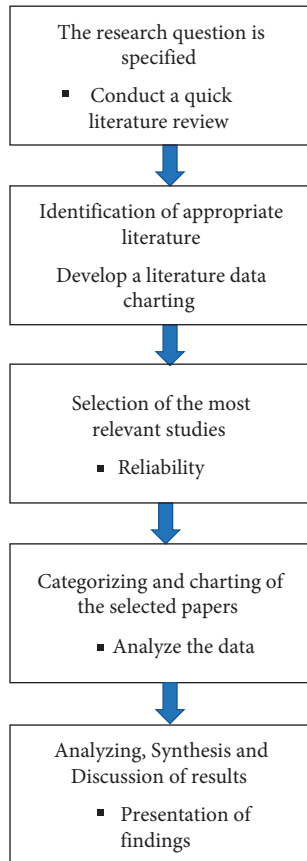 The research question is
specified
▪ Conduct a quick
literature review
Identification of appropriate
literature
Develop a literature data
charting
Selection of the most
relevant studies
▪ Reliability
Categorizing and charting of
the selected papers
▪ Analyze the data
Analyzing, Synthesis and
Discussion of results
▪ Presentation of
findings